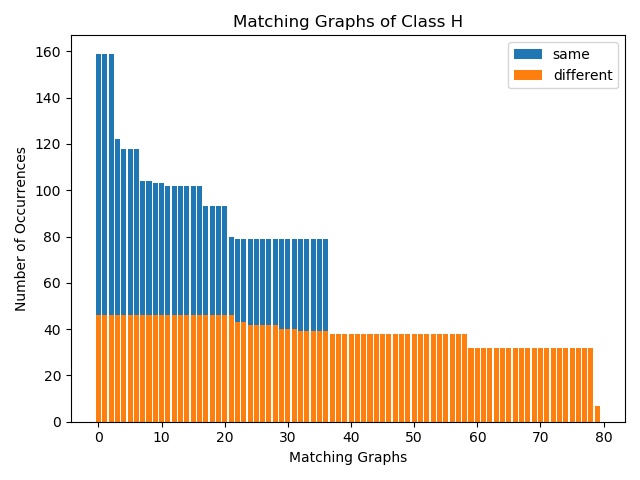 Matching Graphs of Class H
same
different
Number of Occurrences
160
140
120
100
80
60
40
20
0
0 10 20 30 40 50 60 70 80
Matching Graphs